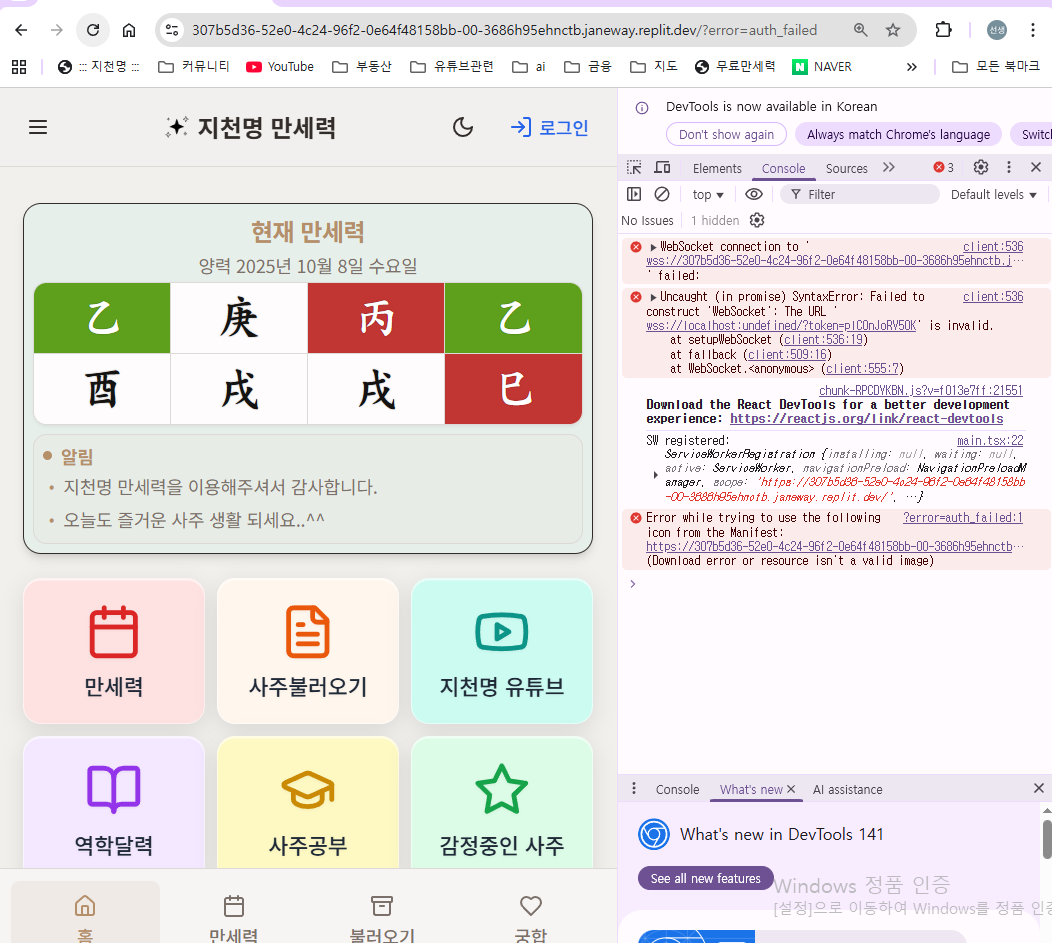 307b5d36-52e0-4c24-96f2-0e64f48158bb-00-3686h95ehnctb.janeway.replit.dev/?error=auth_failed
선생
::: 지천명 :::
커뮤니티
YouTube
부동산
유튜브관련
ai
금융
지도
무료만세력
NAVER
모든 북마크
지천명 만세력
로그인
현재 만세력
양력 2025년 10월 8일 수요일
乙 庚 丙 乙
酉 戌 戌 巳
알림
• 지천명 만세력을 이용해주셔서 감사합니다.
• 오늘도 즐거운 사주 생활 되세요..^^
만세력
사주불러오기
지천명 유튜브
역학달력
사주공부
감정중인 사주
홈
만세력
불러오기
궁합
DevTools is now available in Korean
Don't show again
Always match Chrome's language
Switch
Elements
Console
Sources
3
top
Filter
Default levels
No Issues
1 hidden
WebSocket connection to ' client:536
wss://307b5d36-52e0-4c24-96f2-0e64f48158bb-00-3686h95ehnctb.j…
' failed:
Uncaught (in promise) SyntaxError: Failed to client:536
construct 'WebSocket': The URL '
wss://localhost:undefined/?token=plC0nJoRV50K' is invalid.
at setupWebSocket (client:536:19)
at fallback (client:509:16)
at WebSocket.<anonymous> (client:555:7)
chunk-RPCDYKBN.js?v=f013e7ff:21551
Download the React DevTools for a better development
experience: https://reactjs.org/link/react-devtools
SW registered: main.tsx:22
ServiceWorkerRegistration {installing: null, waiting: null,
active: ServiceWorker, navigationPreload: NavigationPreloadM
anager, scope: 'https://307b5d36-52e0-4c24-96f2-0e64f48158bb
-00-3686h95ehnctb.janeway.replit.dev/', …}
Error while trying to use the following ?error=auth_failed:1
icon from the Manifest:
https://307b5d36-52e0-4c24-96f2-0e64f48158bb-00-3686h95ehnctb…
(Download error or resource isn't a valid image)
Console
What's new
AI assistance
What's new in DevTools 141
See all new features
Windows 정품 인증
[설정]으로 이동하여 Windows를 정품 인증